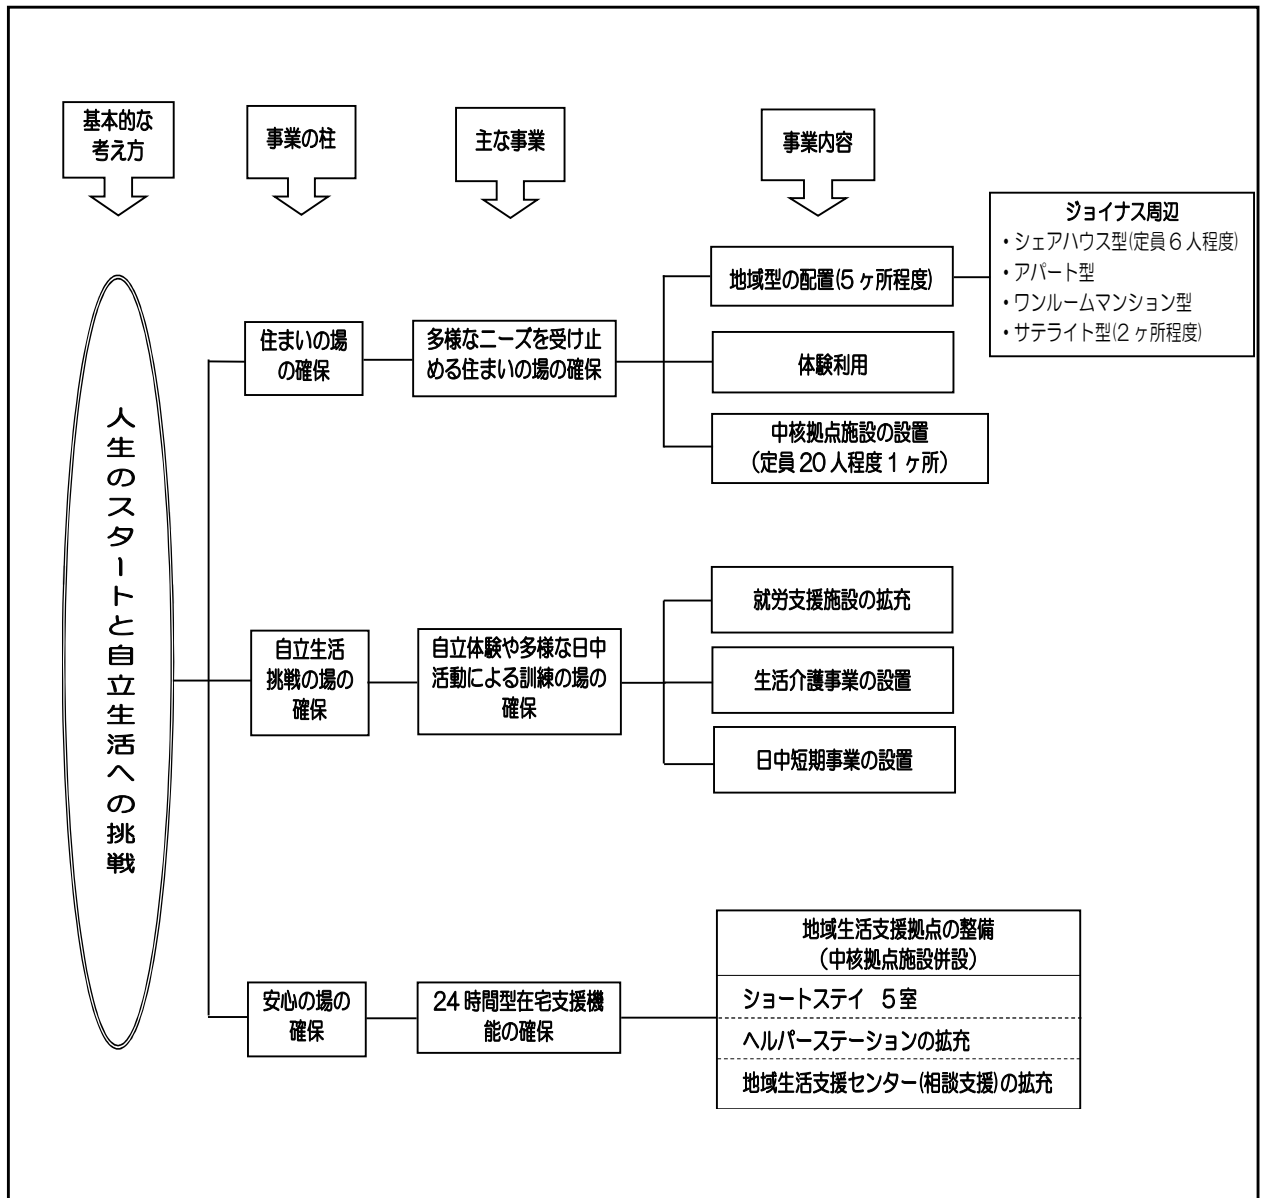 基本的な
考え方
事業の柱
主な事業
事業内容
人生のスタートと自立生活への挑戦
住まいの場
の確保
多様なニーズを受け止
める住まいの場の確保
地域型の配置(5ヶ所程度)
ジョイナス周辺
・シェアハウス型(定員6人程度)
・アパート型
・ワンルームマンション型
・サテライト型(2ヶ所程度)
体験利用
中核拠点施設の設置
(定員20人程度1ヶ所)
自立生活
挑戦の場の
確保
自立体験や多様な日中
活動による訓練の場の
確保
就労支援施設の拡充
生活介護事業の設置
日中短期事業の設置
安心の場の
確保
24時間型在宅支援機
能の確保
地域生活支援拠点の整備
(中核拠点施設併設)
ショートステイ 5室
ヘルパーステーションの拡充
地域生活支援センター(相談支援)の拡充